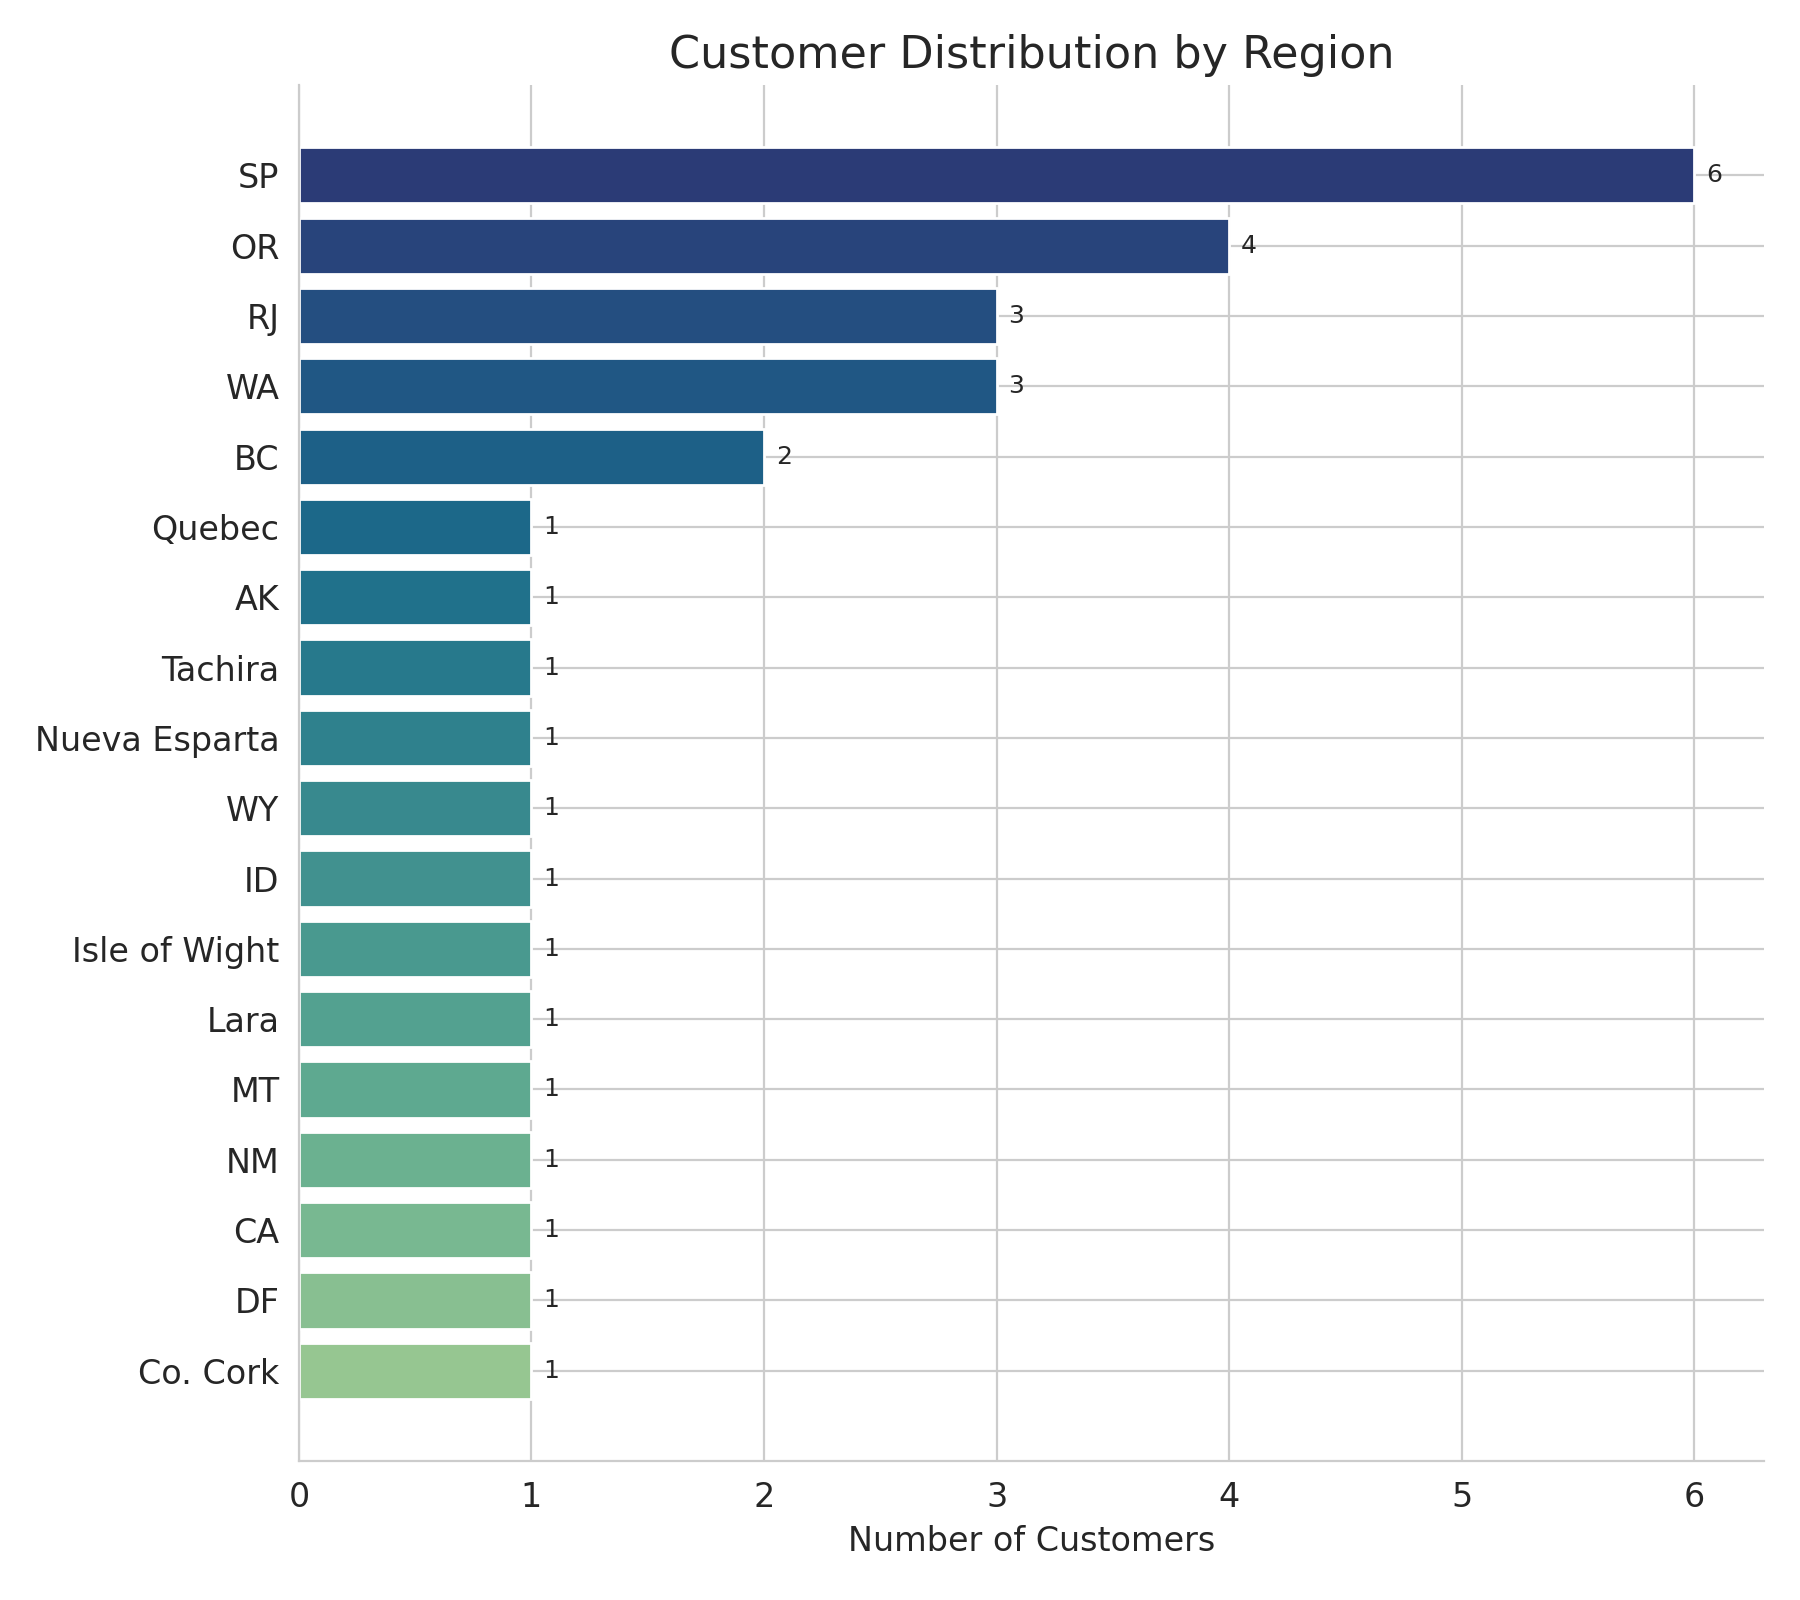 Customer Distribution by Region
SP 6
OR 4
RJ 3
WA 3
BC 2
Quebec 1
AK 1
Tachira 1
Nueva Esparta 1
WY 1
ID 1
Isle of Wight 1
Lara 1
MT 1
NM 1
CA 1
DF 1
Co. Cork 1
0 1 2 3 4 5 6
Number of Customers